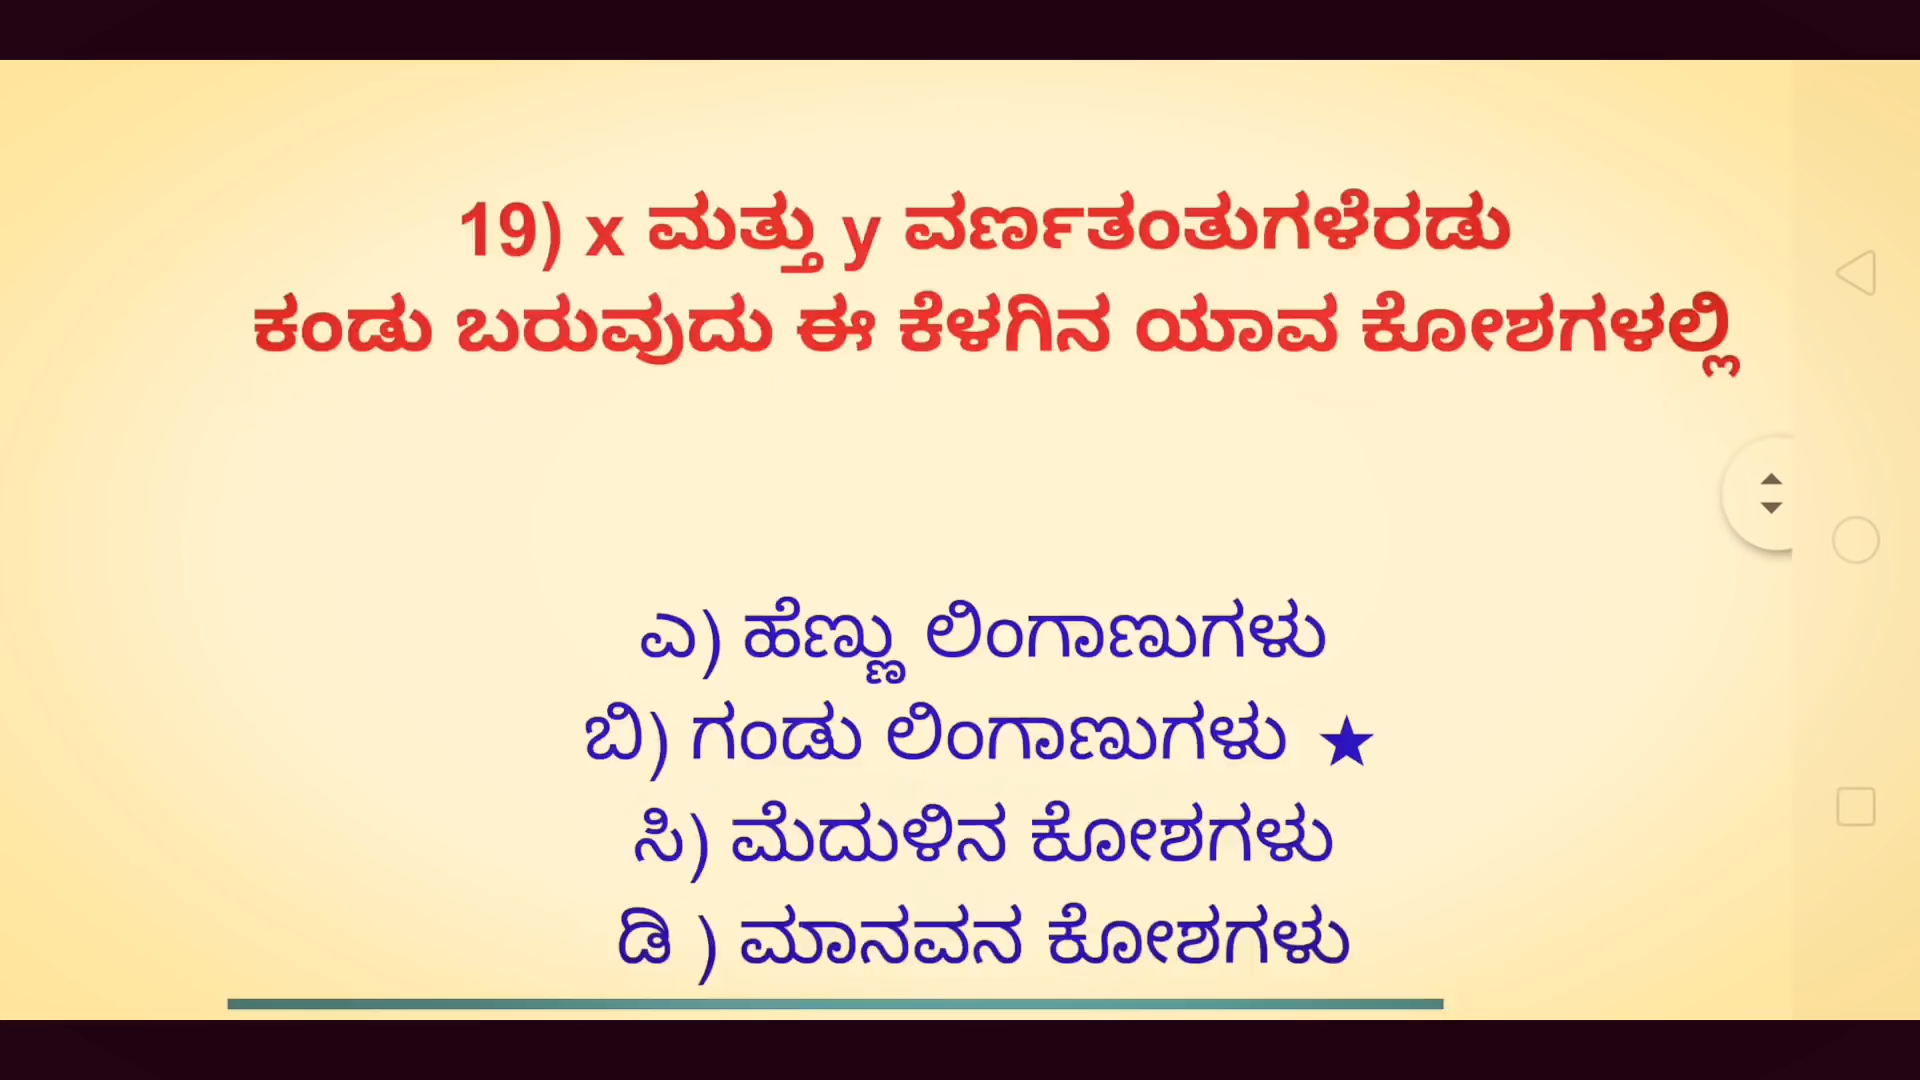 19) x ಮತ್ತು y ವರ್ಣತಂತುಗಳೆರಡು
ಕಂಡು ಬರುವುದು ಈ ಕೆಳಗಿನ ಯಾವ ಕೋಶಗಳಲ್ಲಿ
ಎ) ಹೆಣ್ಣು ಲಿಂಗಾಣುಗಳು
ಬಿ) ಗಂಡು ಲಿಂಗಾಣುಗಳು ★
ಸಿ) ಮೆದುಳಿನ ಕೋಶಗಳು
ಡಿ ) ಮಾನವನ ಕೋಶಗಳು